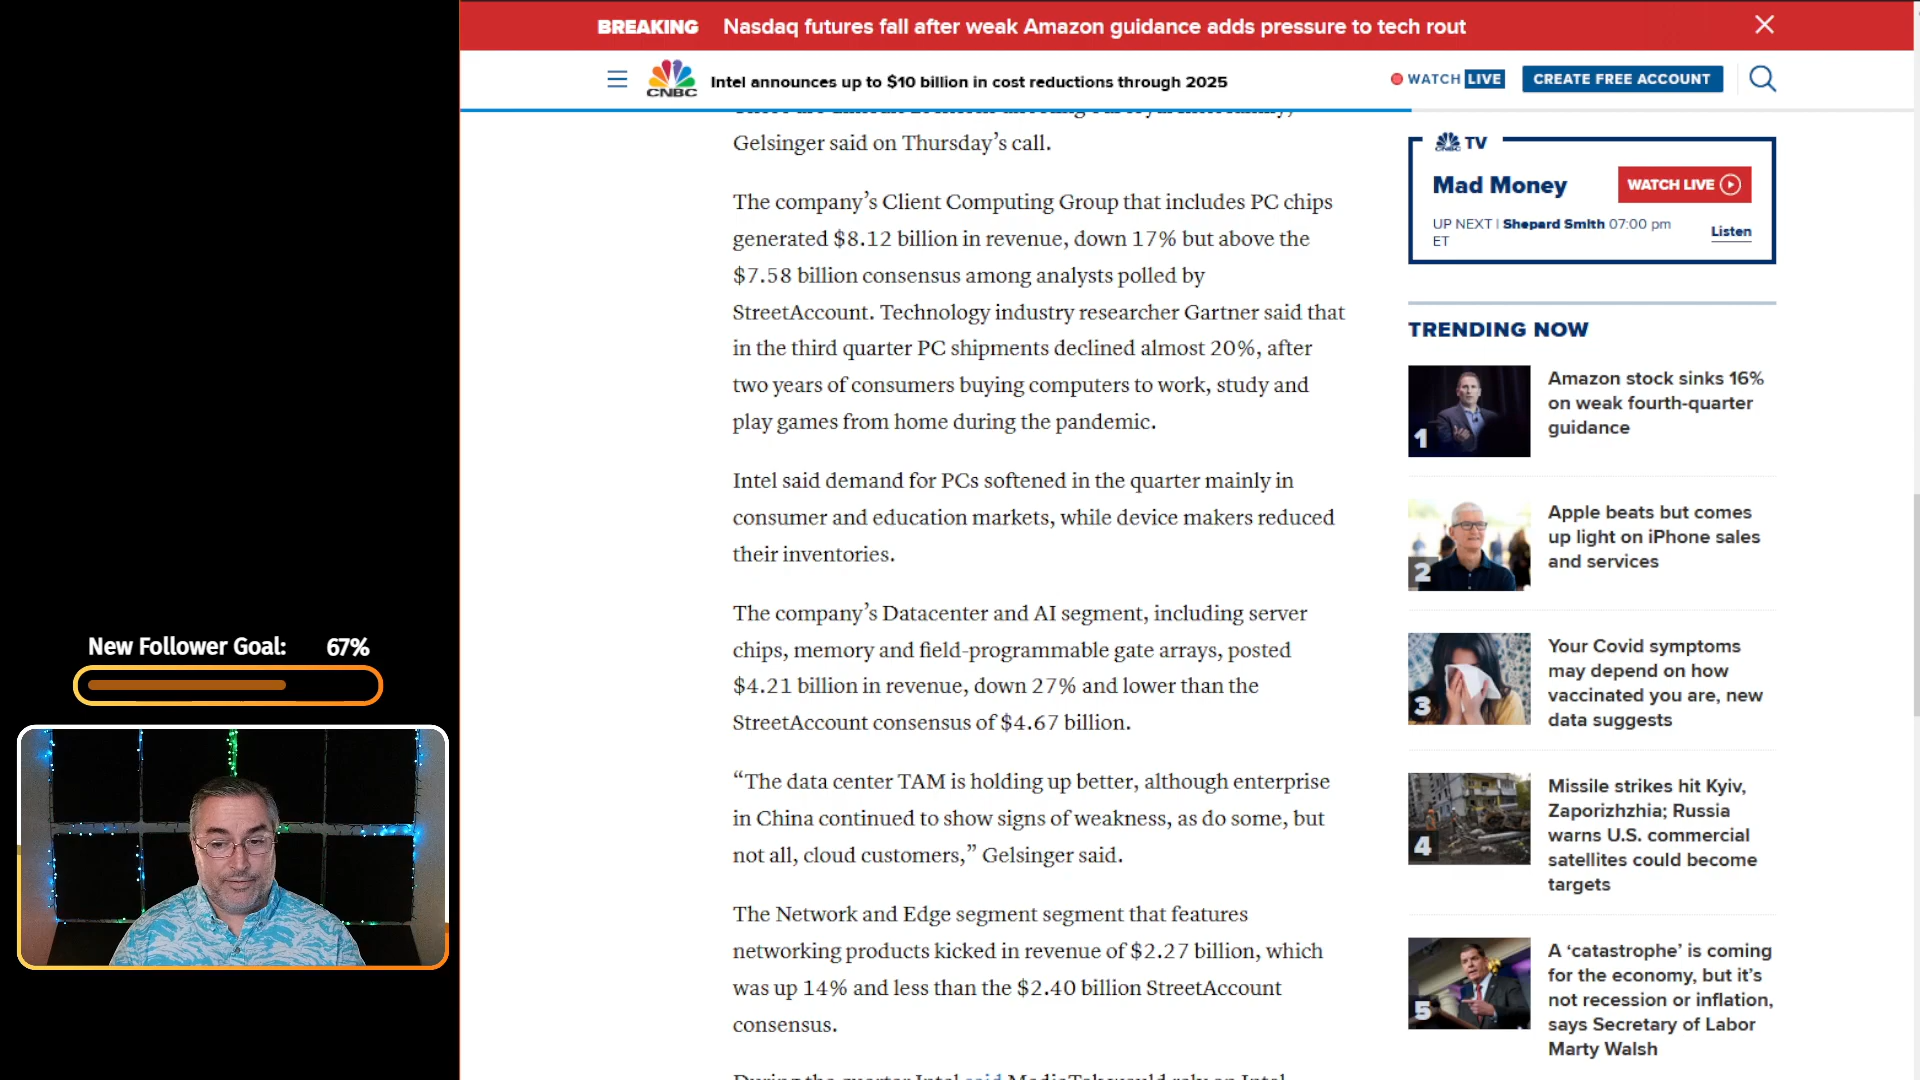 BREAKING Nasdaq futures fall after weak Amazon guidance adds pressure to tech rout
CNBC Intel announces up to $10 billion in cost reductions through 2025
WATCH LIVE
CREATE FREE ACCOUNT
Gelsinger said on Thursday’s call.
The company’s Client Computing Group that includes PC chips
generated $8.12 billion in revenue, down 17% but above the
$7.58 billion consensus among analysts polled by
StreetAccount. Technology industry researcher Gartner said that
in the third quarter PC shipments declined almost 20%, after
two years of consumers buying computers to work, study and
play games from home during the pandemic.
Intel said demand for PCs softened in the quarter mainly in
consumer and education markets, while device makers reduced
their inventories.
The company’s Datacenter and AI segment, including server
chips, memory and field-programmable gate arrays, posted
$4.21 billion in revenue, down 27% and lower than the
StreetAccount consensus of $4.67 billion.
“The data center TAM is holding up better, although enterprise
in China continued to show signs of weakness, as do some, but
not all, cloud customers,” Gelsinger said.
The Network and Edge segment segment that features
networking products kicked in revenue of $2.27 billion, which
was up 14% and less than the $2.40 billion StreetAccount
consensus.
During the quarter Intel said MediaTek would rely on Intel
CNBC TV
Mad Money
WATCH LIVE
UP NEXT | Shepard Smith 07:00 pm
ET
Listen
TRENDING NOW
1
Amazon stock sinks 16%
on weak fourth-quarter
guidance
2
Apple beats but comes
up light on iPhone sales
and services
3
Your Covid symptoms
may depend on how
vaccinated you are, new
data suggests
4
Missile strikes hit Kyiv,
Zaporizhzhia; Russia
warns U.S. commercial
satellites could become
targets
5
A ‘catastrophe’ is coming
for the economy, but it’s
not recession or inflation,
says Secretary of Labor
Marty Walsh
New Follower Goal: 67%